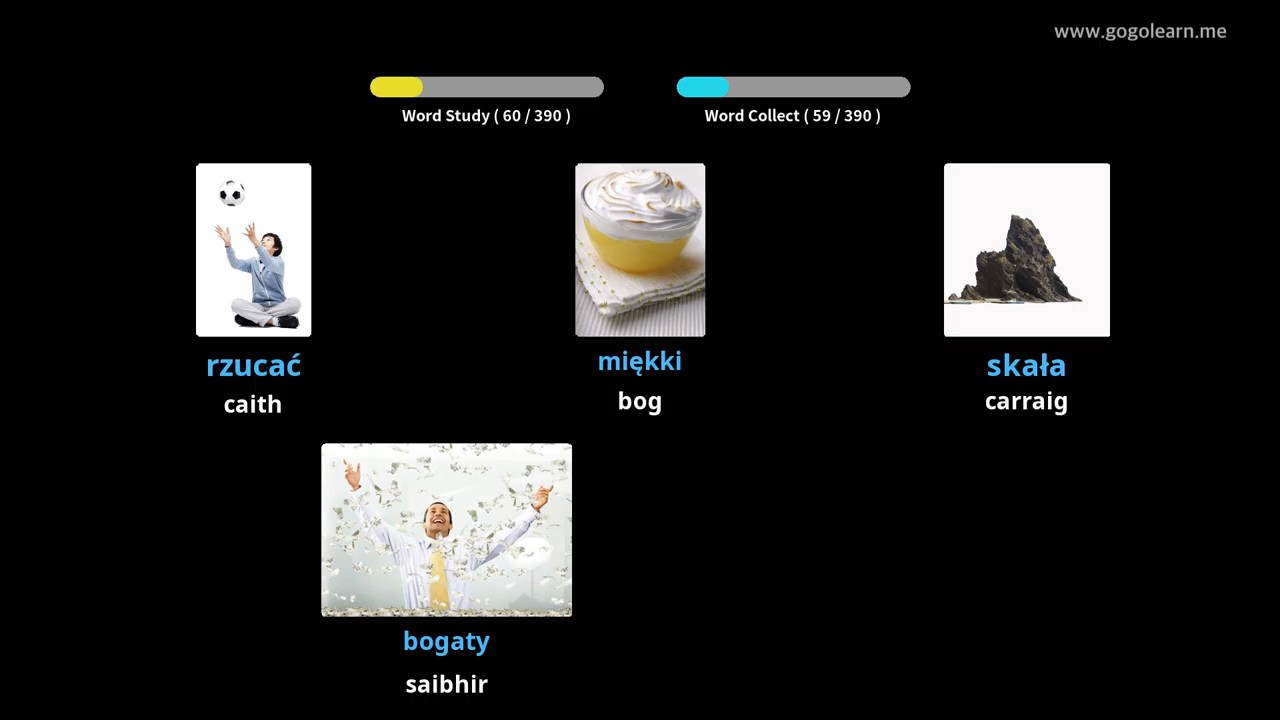 www.gogolearn.me
Word Study ( 60 / 390 )
Word Collect ( 59 / 390 )
rzucać
caith
miękki
bog
skała
carraig
bogaty
saibhir